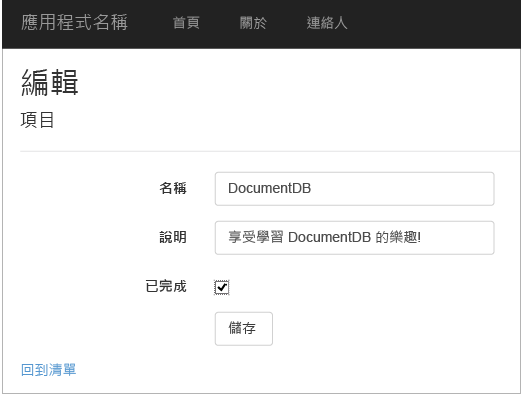 應用程式名稱 首頁 關於 連絡人
編輯
項目
名稱 DocumentDB
說明 享受學習 DocumentDB 的樂趣!
已完成
儲存
回到清單